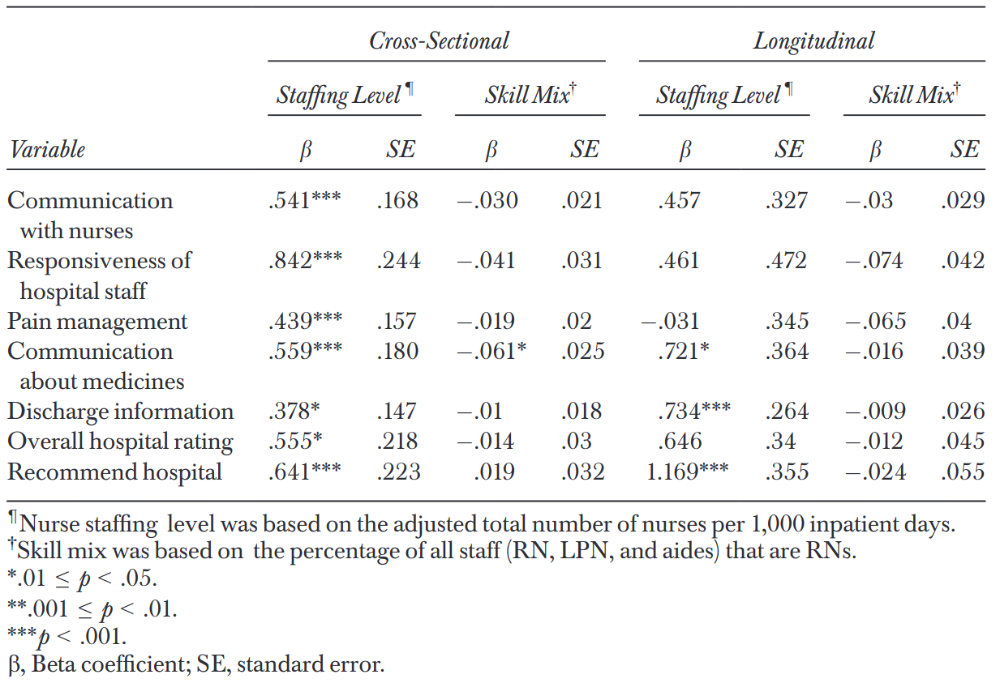 Cross-Sectional Longitudinal
Staffing Level¶ Skill Mix† Staffing Level¶ Skill Mix†
Variable β SE β SE β SE β SE
Communication
with nurses .541*** .168 −.030 .021 .457 .327 −.03 .029
Responsiveness of
hospital staff .842*** .244 −.041 .031 .461 .472 −.074 .042
Pain management .439*** .157 −.019 .02 −.031 .345 −.065 .04
Communication
about medicines .559*** .180 −.061* .025 .721* .364 −.016 .039
Discharge information .378* .147 −.01 .018 .734*** .264 −.009 .026
Overall hospital rating .555* .218 −.014 .03 .646 .34 −.012 .045
Recommend hospital .641*** .223 .019 .032 1.169*** .355 −.024 .055
¶Nurse staffing level was based on the adjusted total number of nurses per 1,000 inpatient days.
†Skill mix was based on the percentage of all staff (RN, LPN, and aides) that are RNs.
*.01 ≤ p < .05.
**.001 ≤ p < .01.
***p < .001.
β, Beta coefficient; SE, standard error.